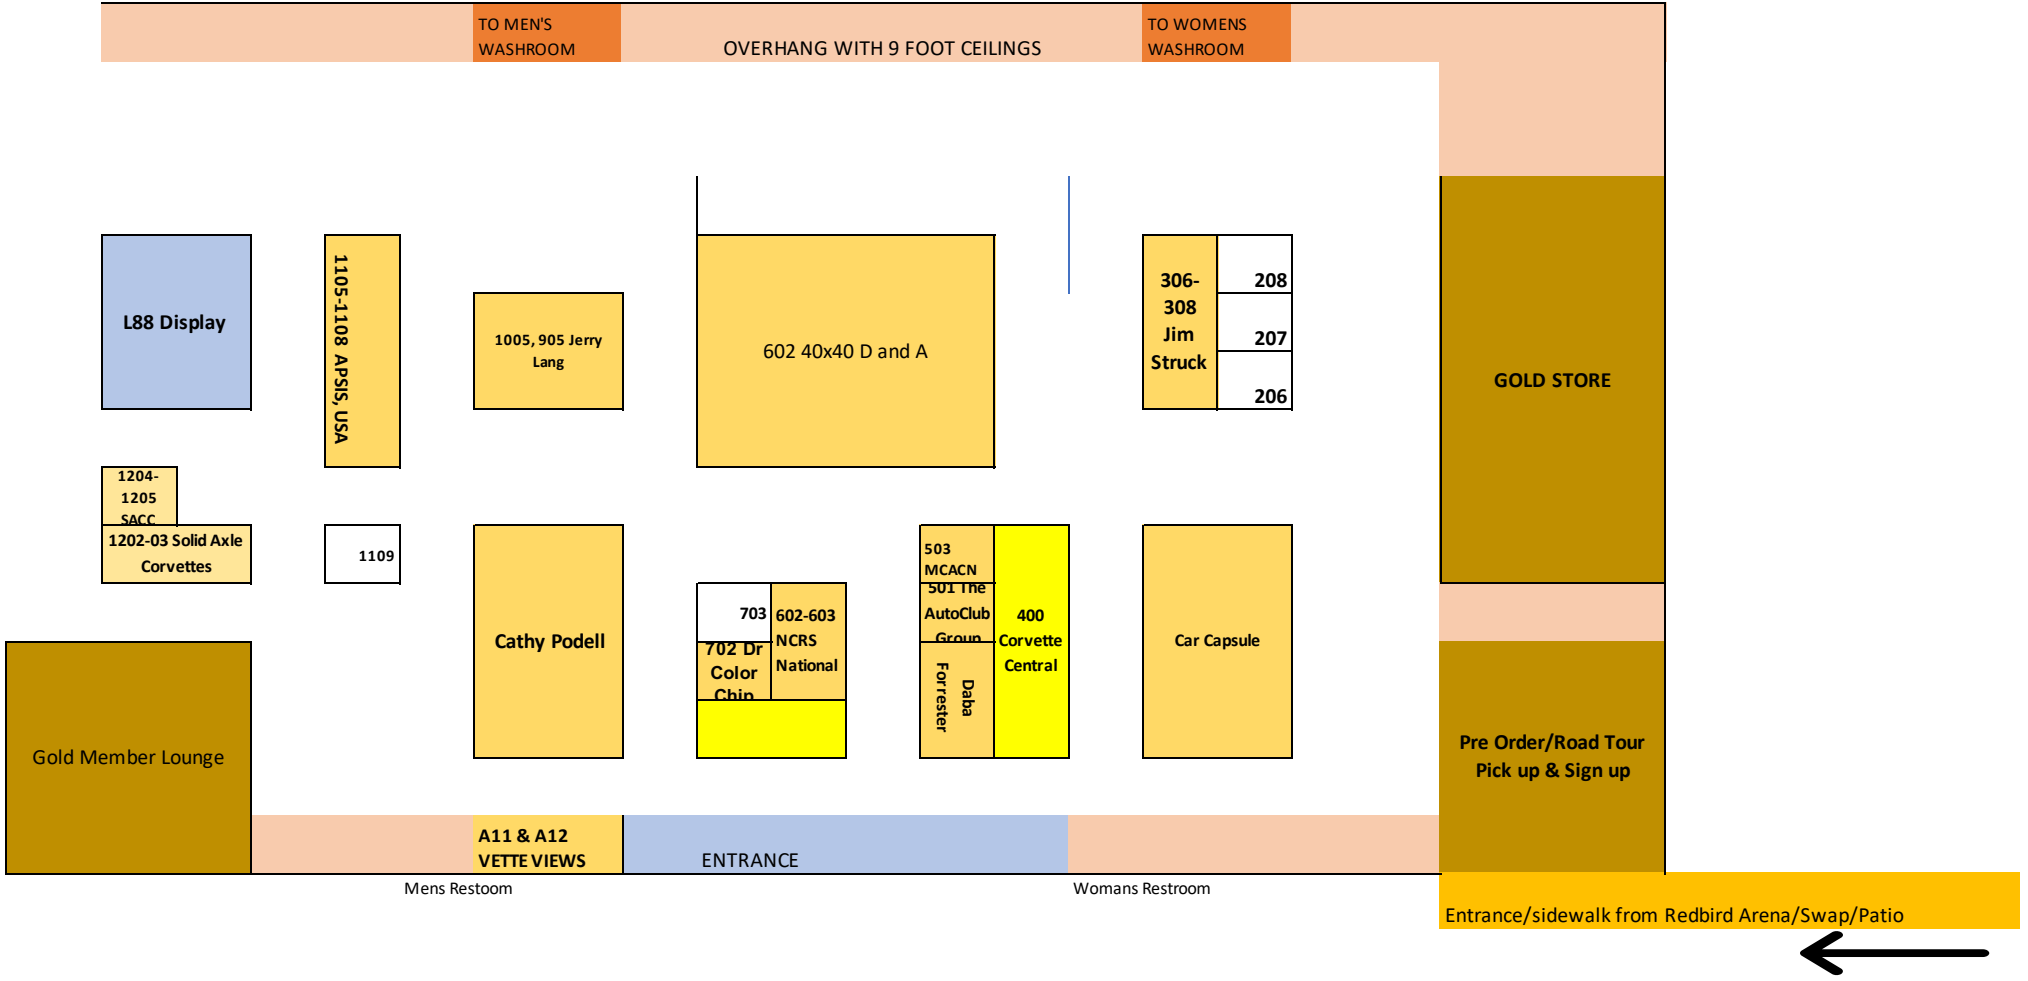 TO MEN'S
WASHROOM
OVERHANG WITH 9 FOOT CEILINGS
TO WOMENS
WASHROOM
L88 Display
1105-1108 APSIS, USA
1005, 905 Jerry
Lang
602 40x40 D and A
306-
308
Jim
Struck
208
207
206
GOLD STORE
1204-
1205
SACC
1202-03 Solid Axle
Corvettes
1109
Cathy Podell
703
602-603
NCRS
National
702 Dr
Color
Chip
503
MCACN
501 The
AutoClub
Group
Daba
Forrester
400
Corvette
Central
Car Capsule
Gold Member Lounge
Pre Order/Road Tour
Pick up & Sign up
A11 & A12
VETTE VIEWS
ENTRANCE
Mens Restoom
Womans Restroom
Entrance/sidewalk from Redbird Arena/Swap/Patio